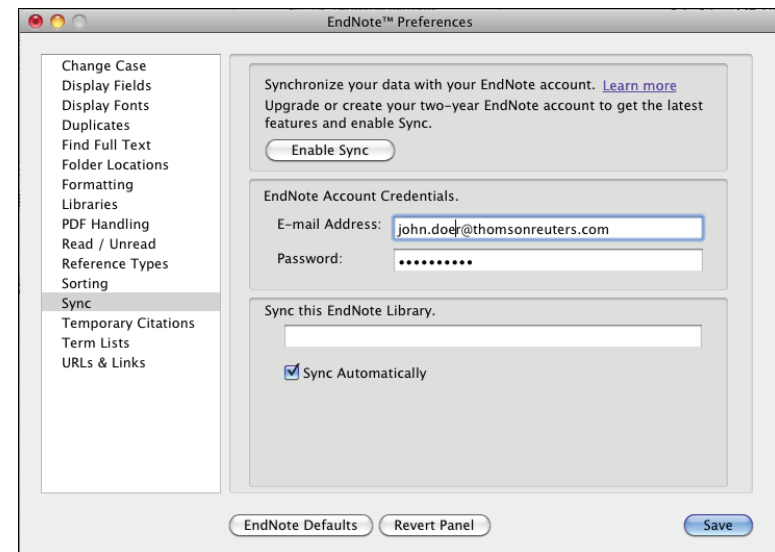 EndNote™ Preferences
Change Case
Display Fields
Display Fonts
Duplicates
Find Full Text
Folder Locations
Formatting
Libraries
PDF Handling
Read / Unread
Reference Types
Sorting
Sync
Temporary Citations
Term Lists
URLs & Links
Synchronize your data with your EndNote account. Learn more
Upgrade or create your two-year EndNote account to get the latest
features and enable Sync.
Enable Sync
EndNote Account Credentials.
E-mail Address: john.doer@thomsonreuters.com
Password: ••••••••••
Sync this EndNote Library.
Sync Automatically
EndNote Defaults Revert Panel Save